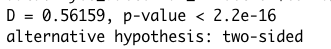 D = 0.56159, p-value < 2.2e-16
alternative hypothesis: two-sided